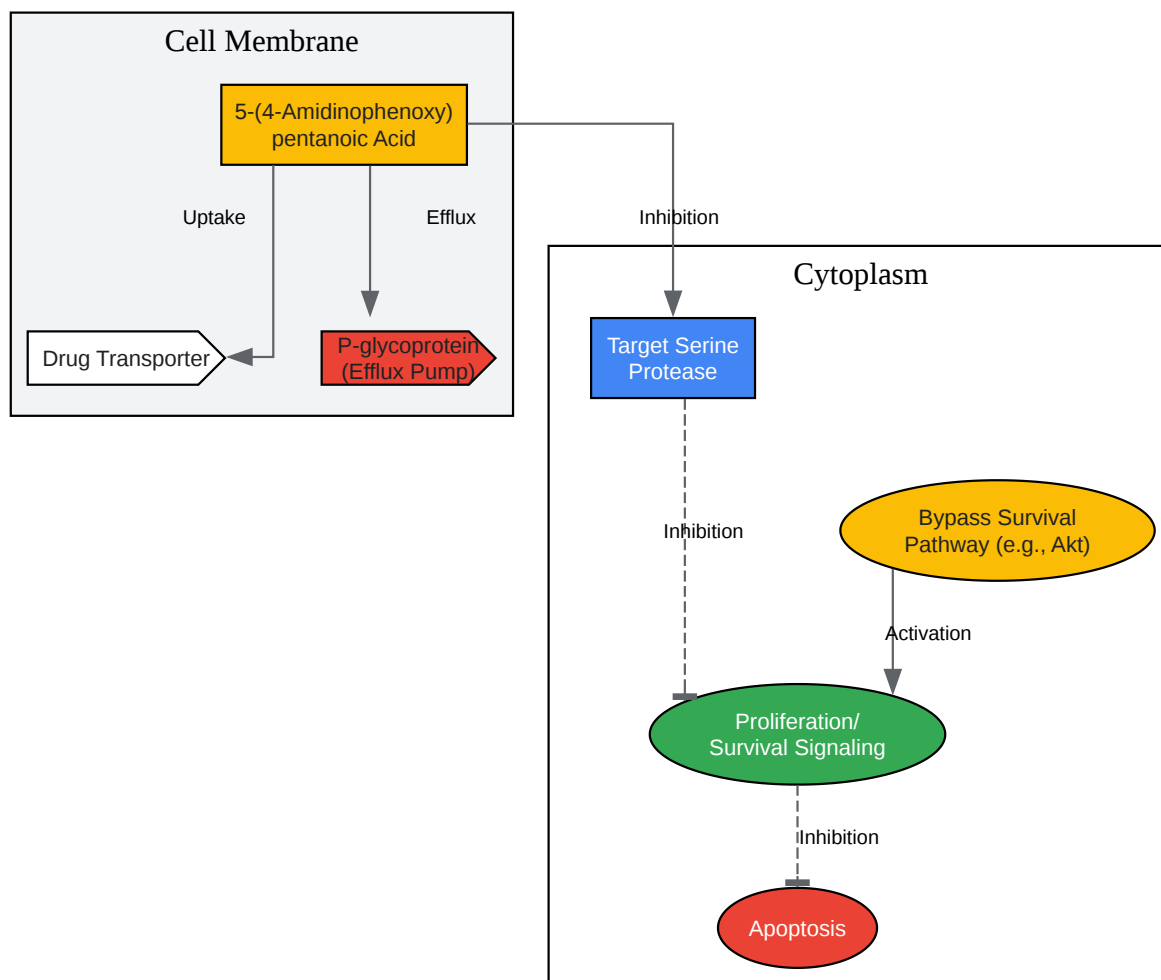 Cell Membrane
5-(4-Amidinophenoxy)
pentanoic Acid
Uptake
Efflux
Inhibition
Drug Transporter
P-glycoprotein
(Efflux Pump)
Cytoplasm
Target Serine
Protease
Inhibition
Bypass Survival
Pathway (e.g., Akt)
Activation
Proliferation/
Survival Signaling
Inhibition
Apoptosis